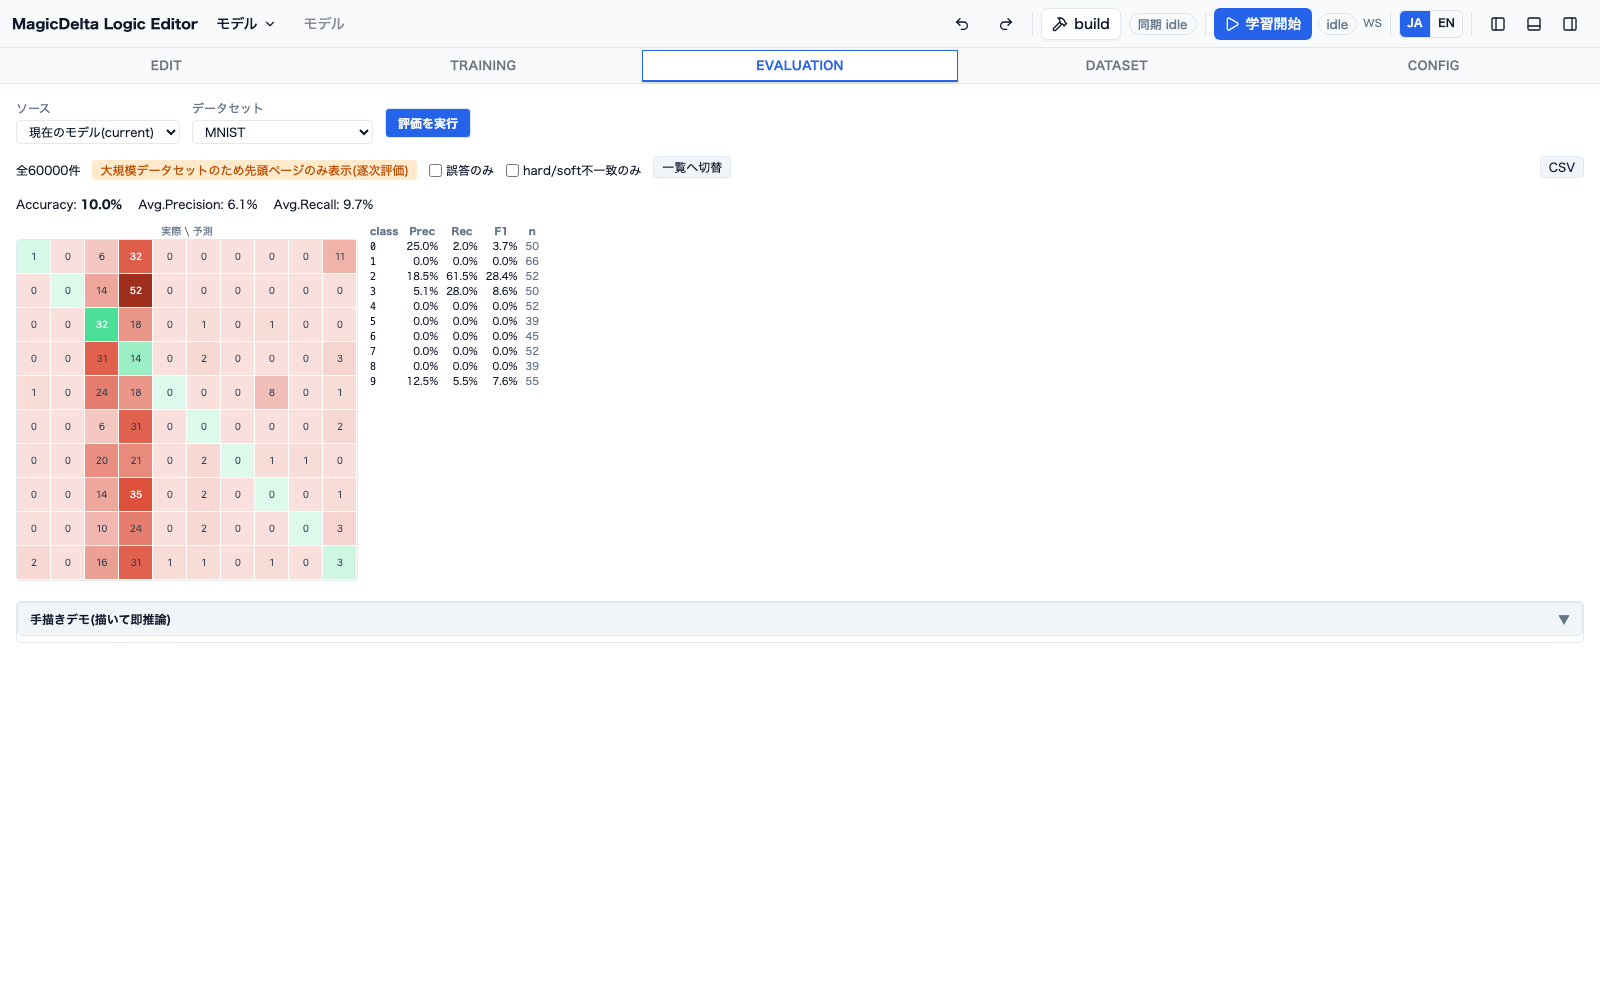 MagicDelta Logic Editor モデル モデル build 同期 idle 学習開始 idle WS JA EN
EDIT TRAINING EVALUATION DATASET CONFIG
ソース データセット
現在のモデル(current) MNIST 評価を実行
全60000件 大規模データセットのため先頭ページのみ表示(逐次評価) 誤答のみ hard/soft不一致のみ 一覧へ切替 CSV
Accuracy: 10.0% Avg.Precision: 6.1% Avg.Recall: 9.7%
実際 \ 予測
1 0 6 32 0 0 0 0 0 11
0 0 14 52 0 0 0 0 0 0
0 0 32 18 0 1 0 1 0 0
0 0 31 14 0 2 0 0 0 3
1 0 24 18 0 0 0 8 0 1
0 0 6 31 0 0 0 0 0 2
0 0 20 21 0 2 0 1 1 0
0 0 14 35 0 2 0 0 0 1
0 0 10 24 0 2 0 0 0 3
2 0 16 31 1 1 0 1 0 3
class Prec Rec F1 n
0 25.0% 2.0% 3.7% 50
1 0.0% 0.0% 0.0% 66
2 18.5% 61.5% 28.4% 52
3 5.1% 28.0% 8.6% 50
4 0.0% 0.0% 0.0% 52
5 0.0% 0.0% 0.0% 39
6 0.0% 0.0% 0.0% 45
7 0.0% 0.0% 0.0% 52
8 0.0% 0.0% 0.0% 39
9 12.5% 5.5% 7.6% 55
手描きデモ(描いて即推論)